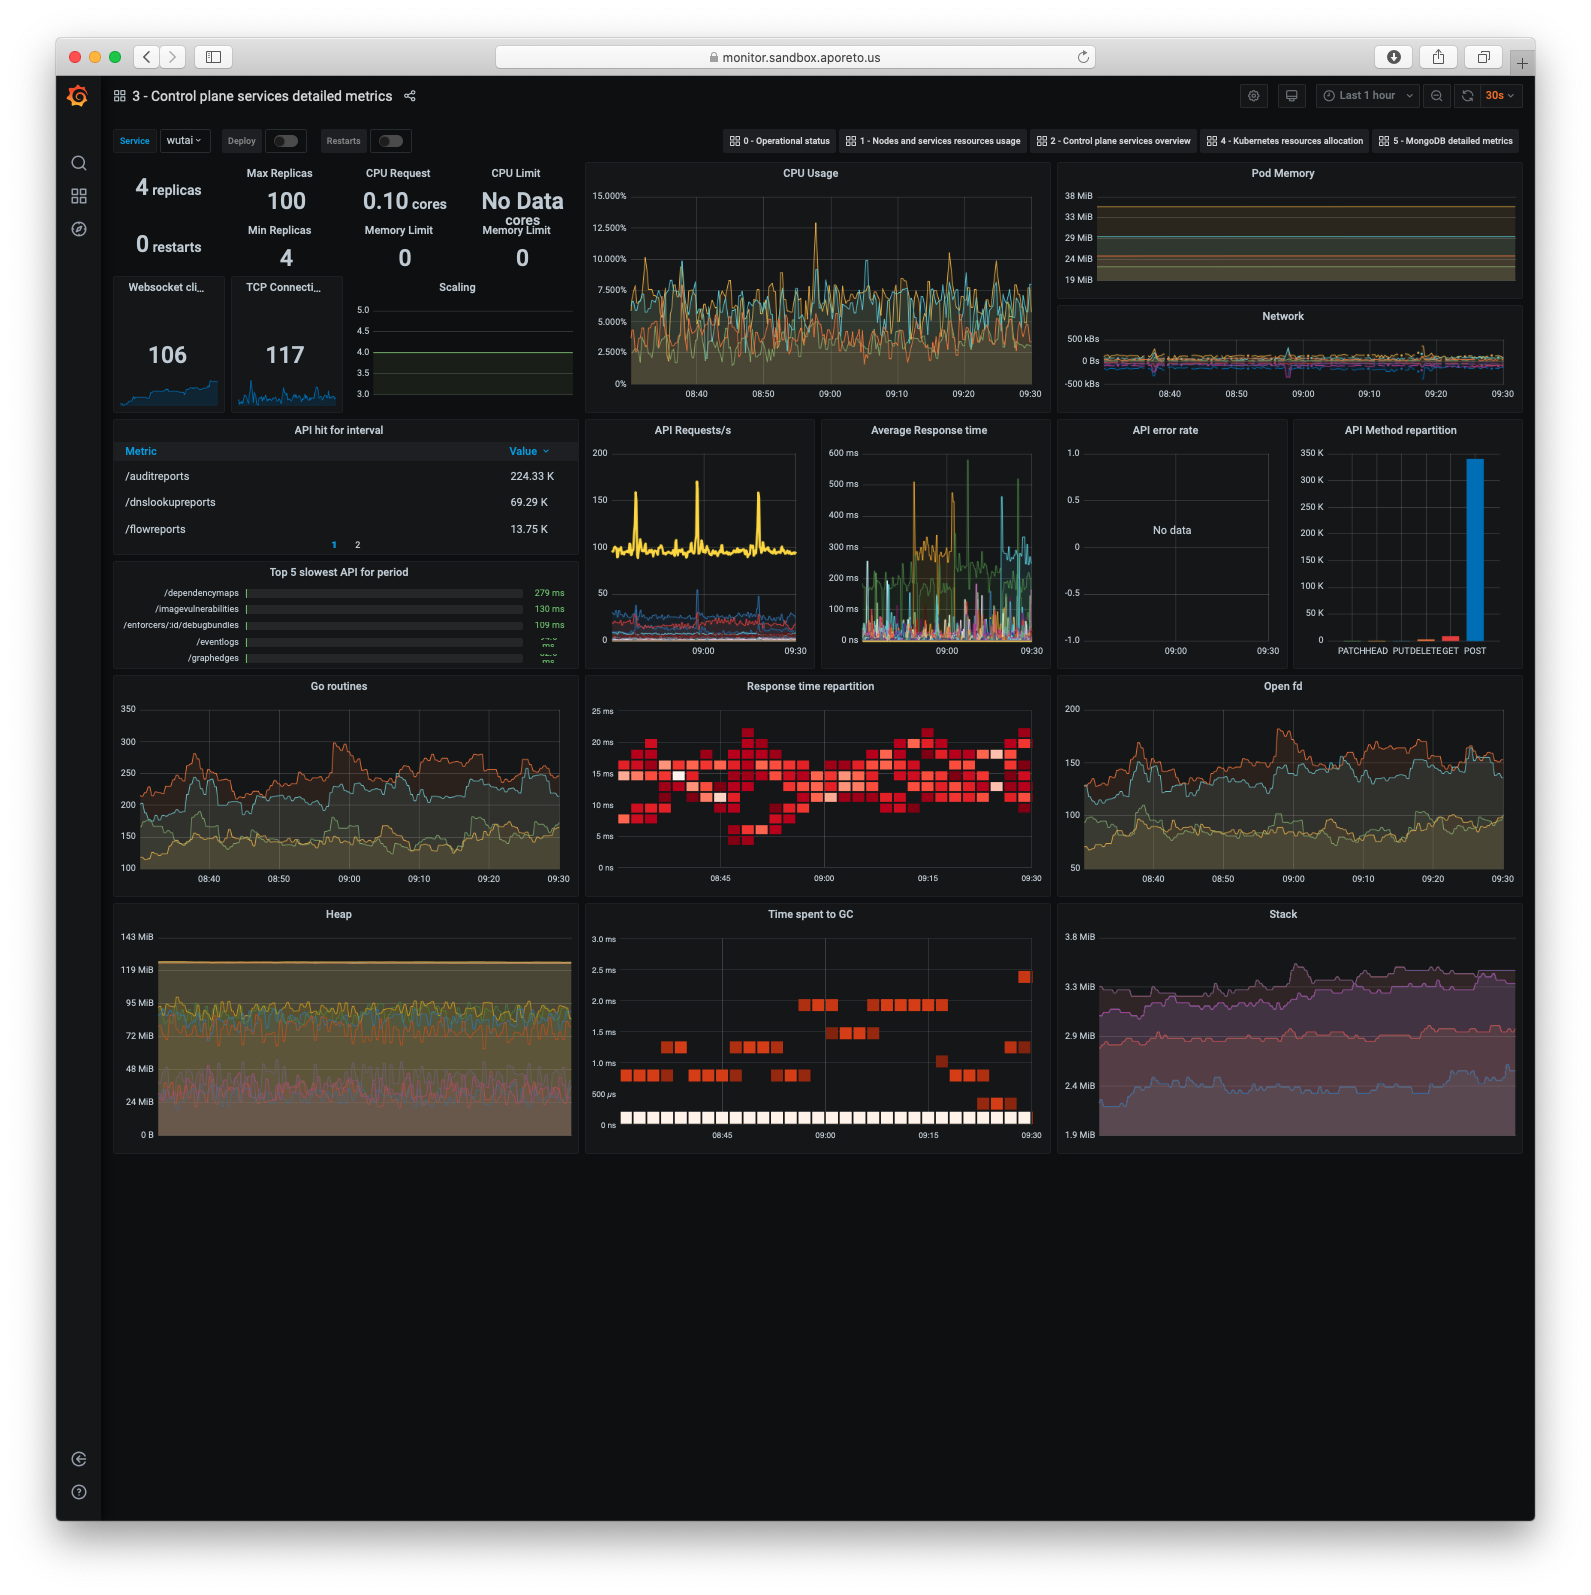 monitor.sandbox.aporeto.us
3 - Control plane services detailed metrics
Last 1 hour
30s
Service
wutai
Deploy
Restarts
0 - Operational status
1 - Nodes and services resources usage
2 - Control plane services overview
4 - Kubernetes resources allocation
5 - MongoDB detailed metrics
4 replicas
0 restarts
Max Replicas
100
Min Replicas
4
CPU Request
0.10 cores
Memory Limit
0
CPU Limit
No Data
cores
Memory Limit
0
Websocket cli...
106
TCP Connecti...
117
Scaling
5.0
4.5
4.0
3.5
3.0
CPU Usage
15.000%
12.500%
10.000%
7.500%
5.000%
2.500%
0%
08:40 08:50 09:00 09:10 09:20 09:30
Pod Memory
38 MiB
33 MiB
29 MiB
24 MiB
19 MiB
Network
500 kBs
0 Bs
-500 kBs
08:40 08:50 09:00 09:10 09:20 09:30
API hit for interval
Metric Value
/auditreports 224.33 K
/dnslookupreports 69.29 K
/flowreports 13.75 K
1 2
Top 5 slowest API for period
/dependencymaps 279 ms
/imagevulnerabilities 130 ms
/enforcers/:id/debugbundles 109 ms
/eventlogs ms
/graphedges ms
API Requests/s
200
150
100
50
0
09:00 09:30
Average Response time
600 ms
500 ms
400 ms
300 ms
200 ms
100 ms
0 ns
09:00 09:30
API error rate
1.0
0.5
0
-0.5
-1.0
No data
09:00 09:30
API Method repartition
350 K
300 K
250 K
200 K
150 K
100 K
50 K
0
PATCH HEAD PUT DELETE GET POST
Go routines
350
300
250
200
150
100
08:40 08:50 09:00 09:10 09:20 09:30
Response time repartition
25 ms
20 ms
15 ms
10 ms
5 ms
0 ns
08:45 09:00 09:15 09:30
Open fd
200
150
100
50
08:40 08:50 09:00 09:10 09:20 09:30
Heap
143 MiB
119 MiB
95 MiB
72 MiB
48 MiB
24 MiB
0 B
Time spent to GC
3.0 ms
2.5 ms
2.0 ms
1.5 ms
1.0 ms
500 µs
0 ns
08:45 09:00 09:15 09:30
Stack
3.8 MiB
3.3 MiB
2.9 MiB
2.4 MiB
1.9 MiB